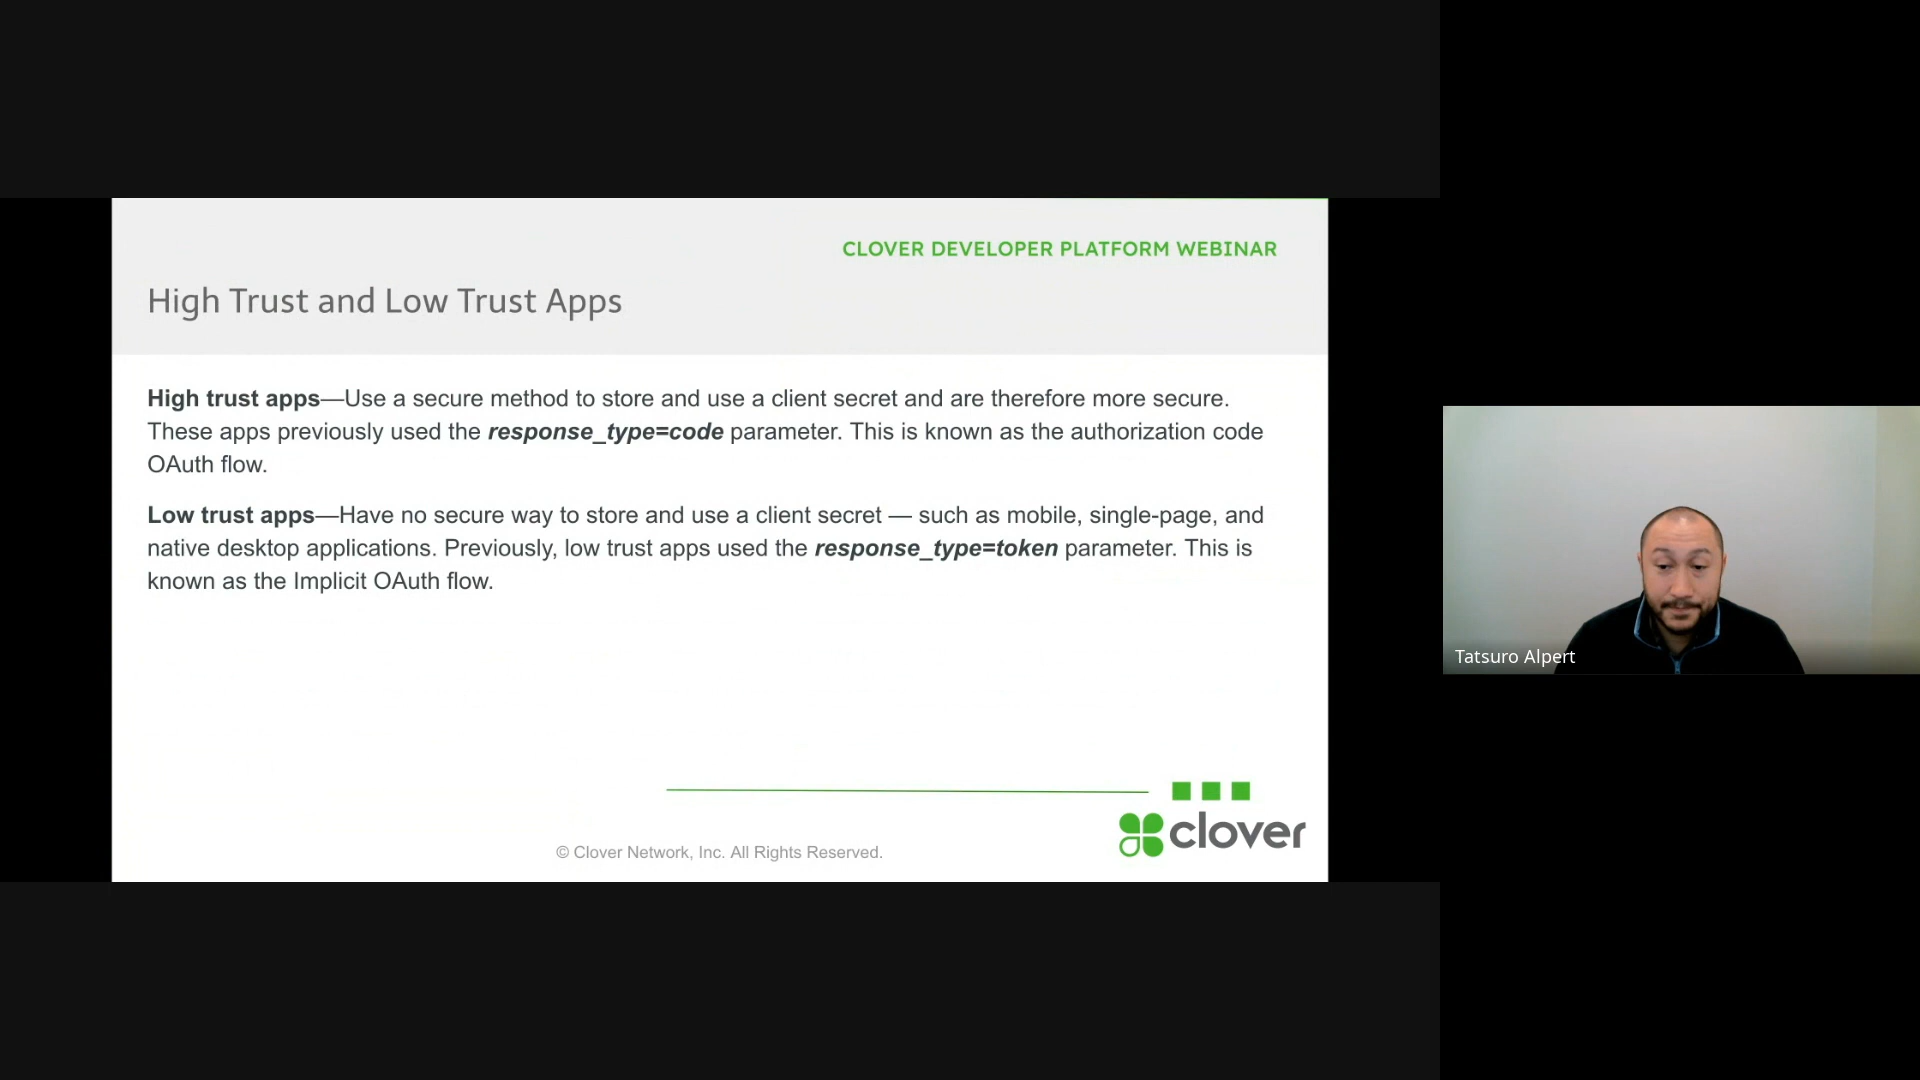 CLOVER DEVELOPER PLATFORM WEBINAR
High Trust and Low Trust Apps
High trust apps—Use a secure method to store and use a client secret and are therefore more secure.
These apps previously used the response_type=code parameter. This is known as the authorization code
OAuth flow.
Low trust apps—Have no secure way to store and use a client secret — such as mobile, single-page, and
native desktop applications. Previously, low trust apps used the response_type=token parameter. This is
known as the Implicit OAuth flow.
Tatsuro Alpert
clover
© Clover Network, Inc. All Rights Reserved.